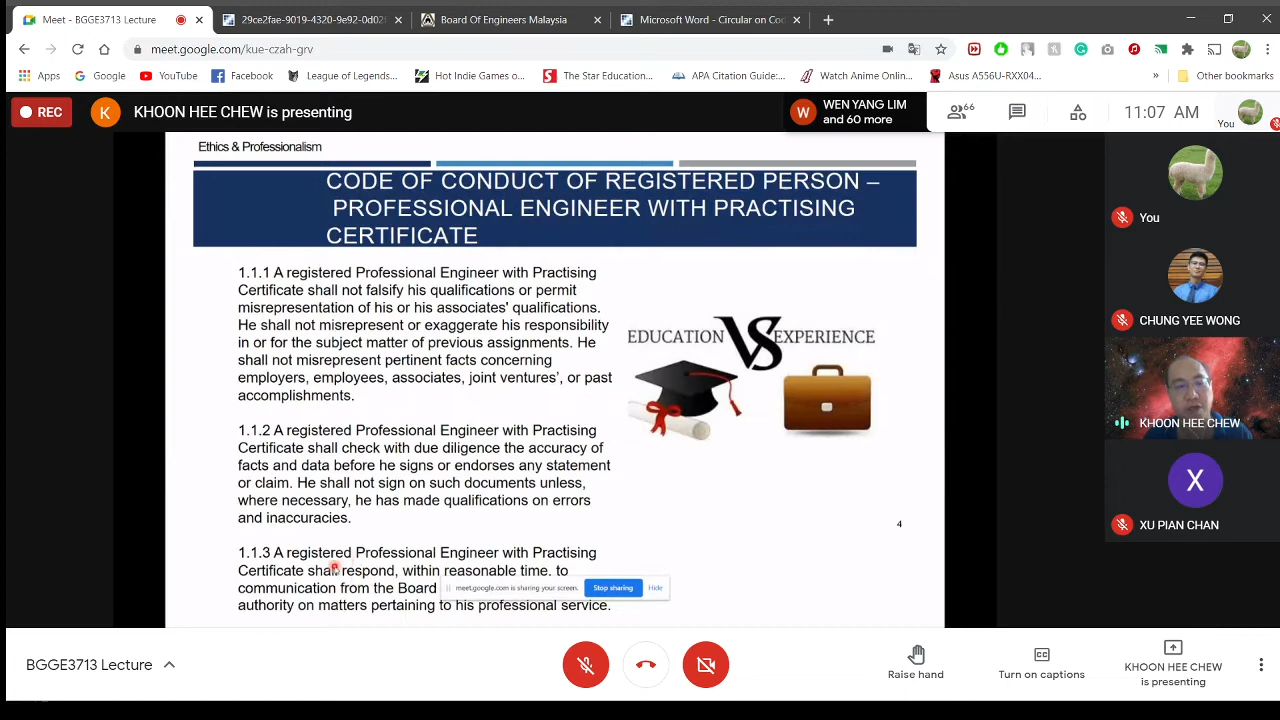 Meet - BGGE3713 Lecture
29ce2fae-9019-4320-9e92-0d02f
Board Of Engineers Malaysia
Microsoft Word - Circular on Cod
meet.google.com/kue-czah-grv
Apps
Google
YouTube
Facebook
League of Legends...
Hot Indie Games o...
The Star Education...
APA Citation Guide:...
Watch Anime Onlin...
Asus A556U-RXX04...
»
Other bookmarks
REC
K
KHOON HEE CHEW is presenting
W
WEN YANG LIM
and 60 more
66
11:07 AM
You
Ethics & Professionalism
CODE OF CONDUCT OF REGISTERED PERSON –
PROFESSIONAL ENGINEER WITH PRACTISING
CERTIFICATE
1.1.1 A registered Professional Engineer with Practising
Certificate shall not falsify his qualifications or permit
misrepresentation of his or his associates' qualifications.
He shall not misrepresent or exaggerate his responsibility
in or for the subject matter of previous assignments. He
shall not misrepresent pertinent facts concerning
employers, employees, associates, joint ventures', or past
accomplishments.
EDUCATION VS EXPERIENCE
1.1.2 A registered Professional Engineer with Practising
Certificate shall check with due diligence the accuracy of
facts and data before he signs or endorses any statement
or claim. He shall not sign on such documents unless,
where necessary, he has made qualifications on errors
and inaccuracies.
4
1.1.3 A registered Professional Engineer with Practising
Certificate shall respond, within reasonable time. to
communication from the Board
authority on matters pertaining to his professional service.
meet.google.com is sharing your screen.
Stop sharing
Hide
You
CHUNG YEE WONG
KHOON HEE CHEW
X
XU PIAN CHAN
BGGE3713 Lecture
Raise hand
Turn on captions
KHOON HEE CHEW
is presenting